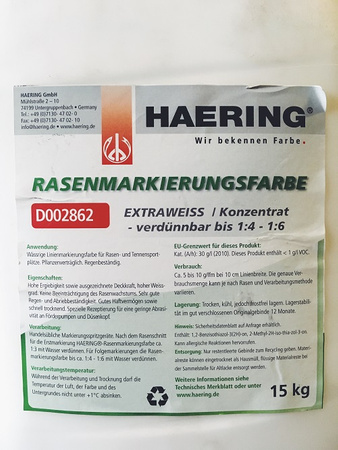 HAERING GmbH
Mühlstraße 2 – 10
74199 Untergruppenbach • Germany
Tel.: +49 (0)7130- 47 02- 0
Fax: +49 (0)7130- 47 02- 10
info@haering.de • www.haering.de
HAERING®
Wir bekennen Farbe.
RASENMARKIERUNGSFARBE
D002862
EXTRAWEISS / Konzentrat
- verdünnbar bis 1:4 - 1:6
Anwendung:
Wässrige Linienmarkierungsfarbe für Rasen- und Tennensport-
plätze. Pflanzenverträglich. Regenbeständig.
Eigenschaften:
Hohe Ergiebigkeit sowie ausgezeichnete Deckkraft, hoher Weiss-
grad. Keine Beeinträchtigung des Rasenwachstums. Sehr gute
Regen- und Abriebbeständigkeit. Gutes Haftvermögen sowie
schnell trocknend. Spezielle Rezeptierung für eine geringe Abrasi-
vität an Förderpumpen und Düsenkopf.
Verarbeitung:
Handelsübliche Markierungsspritzgeräte. Nach dem Rasenschnitt
für die Erstmarkierung HAERING®-Rasenmarkierungsfarbe ca.
1:3 mit Wasser verdünnen. Für Folgemarkierungen die Rasen-
markierungsfarbe bis ca. 1:4 - 1:6 mit Wasser verdünnen.
Verarbeitungstemperatur:
Während der Verarbeitung und Trocknung darf die
Temperatur der Luft, der Farbe und des
Untergrundes nicht unter +1°C absinken.
EU-Grenzwert für dieses Produkt:
Kat. (A/h): 30 g/l (2010). Dieses Produkt enthält < 1 g/l VOC.
Verbrauch:
Ca. 5 bis 10 g/lfm bei 10 cm Linienbreite. Die genaue Ver-
brauchsmenge kann je nach Rasen und Untergrundbeschaffenheit
variieren.
Lagerung: Trocken, kühl, jedoch frostfrei lagern. Lagerstabili-
tät im gut verschlossenen Originalgebinde 12 Monate.
Hinweis: Sicherheitsdatenblatt auf Anfrage erhältlich.
Enthält: 1,2-Benzisothiazol-3(2H)-on, 2-Methyl-2H-iso-thia-zol-3-on.
Kann allergische Reaktionen hervorrufen.
Entsorgung: Nur restentleerte Gebinde zum Recycling geben. Mater-
ialreste können eingetrocknet als Hausmüll, flüssige Materialreste bei
der Sammelstelle für Altlacke entsorgt werden.
Weitere Informationen siehe
Technisches Merkblatt oder unter
www.haering.de
15 kg